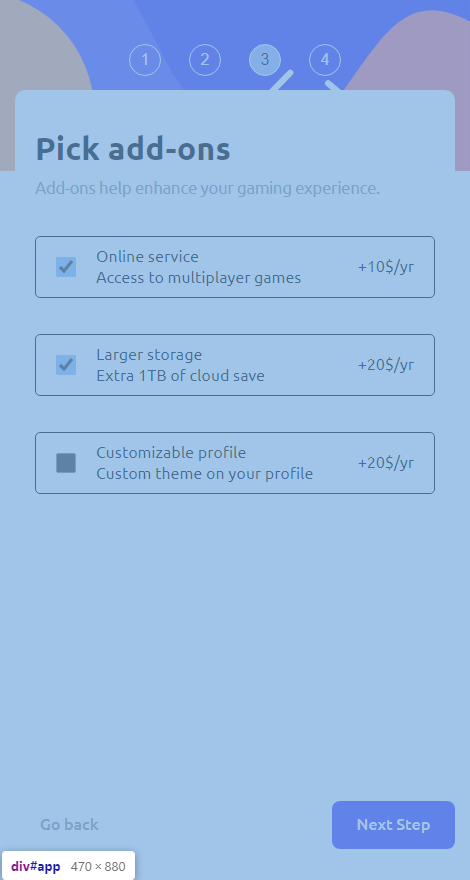 1 2 3 4
Pick add-ons
Add-ons help enhance your gaming experience.
Online service
Access to multiplayer games
+10$/yr
Larger storage
Extra 1TB of cloud save
+20$/yr
Customizable profile
Custom theme on your profile
+20$/yr
Go back
Next Step
div#app 470 × 880